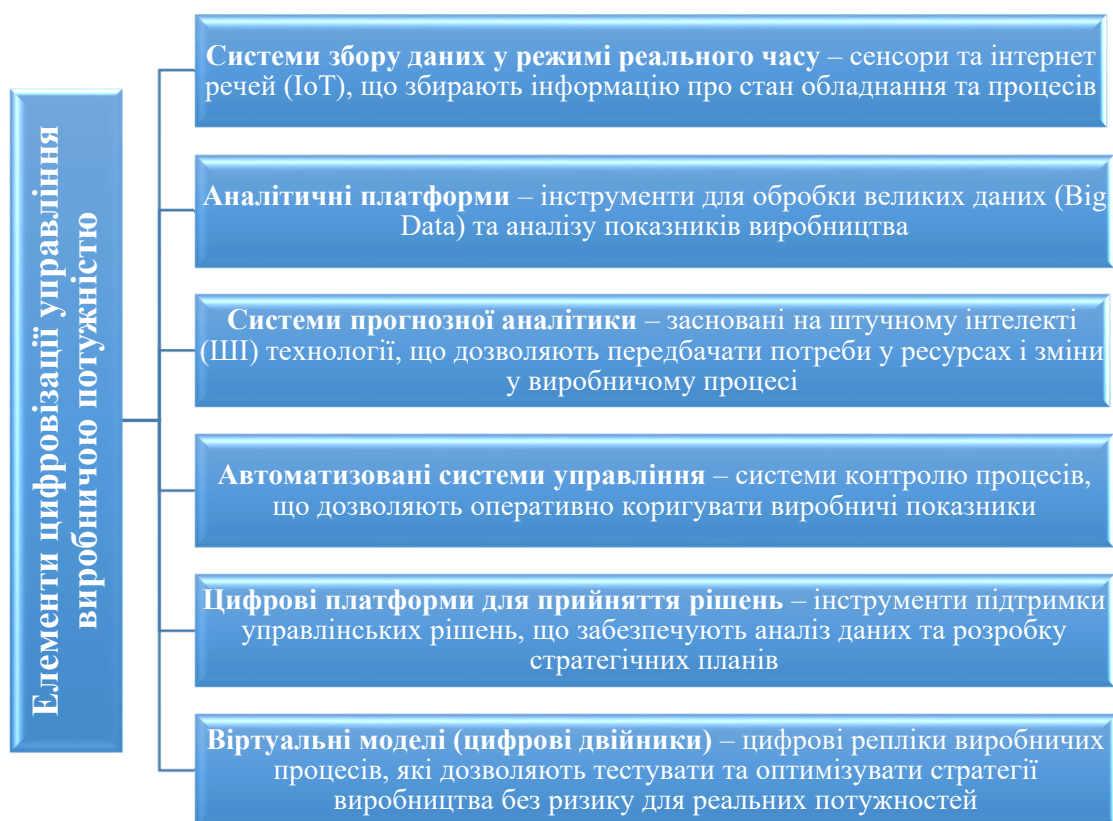 Елементи цифровізації управління
виробничою потужністю
Системи збору даних у режимі реального часу – сенсори та інтернет
речей (IoT), що збирають інформацію про стан обладнання та процесів
Аналітичні платформи – інструменти для обробки великих даних (Big
Data) та аналізу показників виробництва
Системи прогнозної аналітики – засновані на штучному інтелекті
(ШІ) технології, що дозволяють передбачати потреби у ресурсах і зміни
у виробничому процесі
Автоматизовані системи управління – системи контролю процесів,
що дозволяють оперативно коригувати виробничі показники
Цифрові платформи для прийняття рішень – інструменти підтримки
управлінських рішень, що забезпечують аналіз даних та розробку
стратегічних планів
Віртуальні моделі (цифрові двійники) – цифрові репліки виробничих
процесів, які дозволяють тестувати та оптимізувати стратегії
виробництва без ризику для реальних потужностей